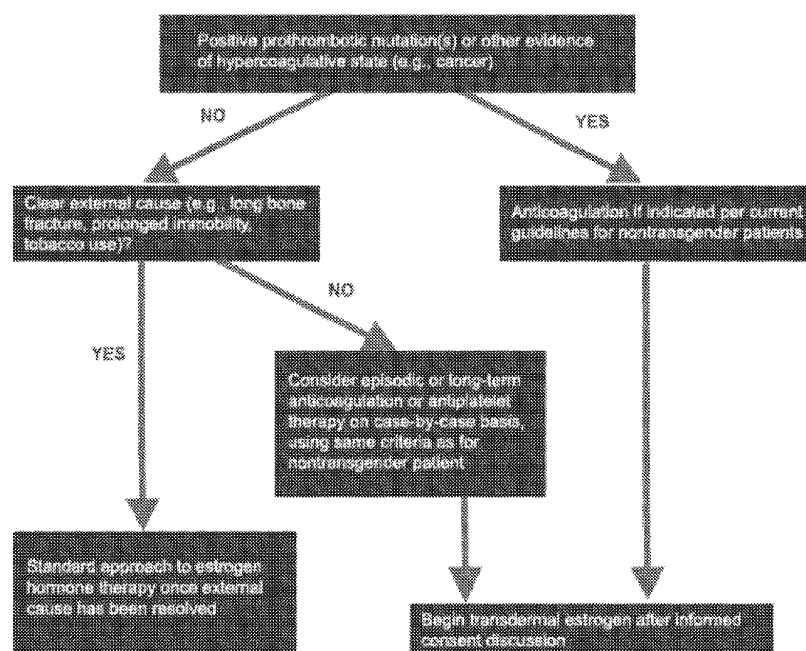 Positive prothrombotic mutation(s) or other evidence
of hypercoagulative state (e.g., cancer)
NO
YES
Clear external cause (e.g., long bone
fracture, prolonged immobility,
tobacco use)?
Anticoagulation if indicated per current
guidelines for nontransgender patients
NO
YES
Consider episodic or long-term
anticoagulation or antiplatelet
therapy on case-by-case basis,
using same criteria as for
nontransgender patient
Standard approach to estrogen
hormone therapy once external
cause has been resolved
Begin transdermal estrogen after informed
consent discussion